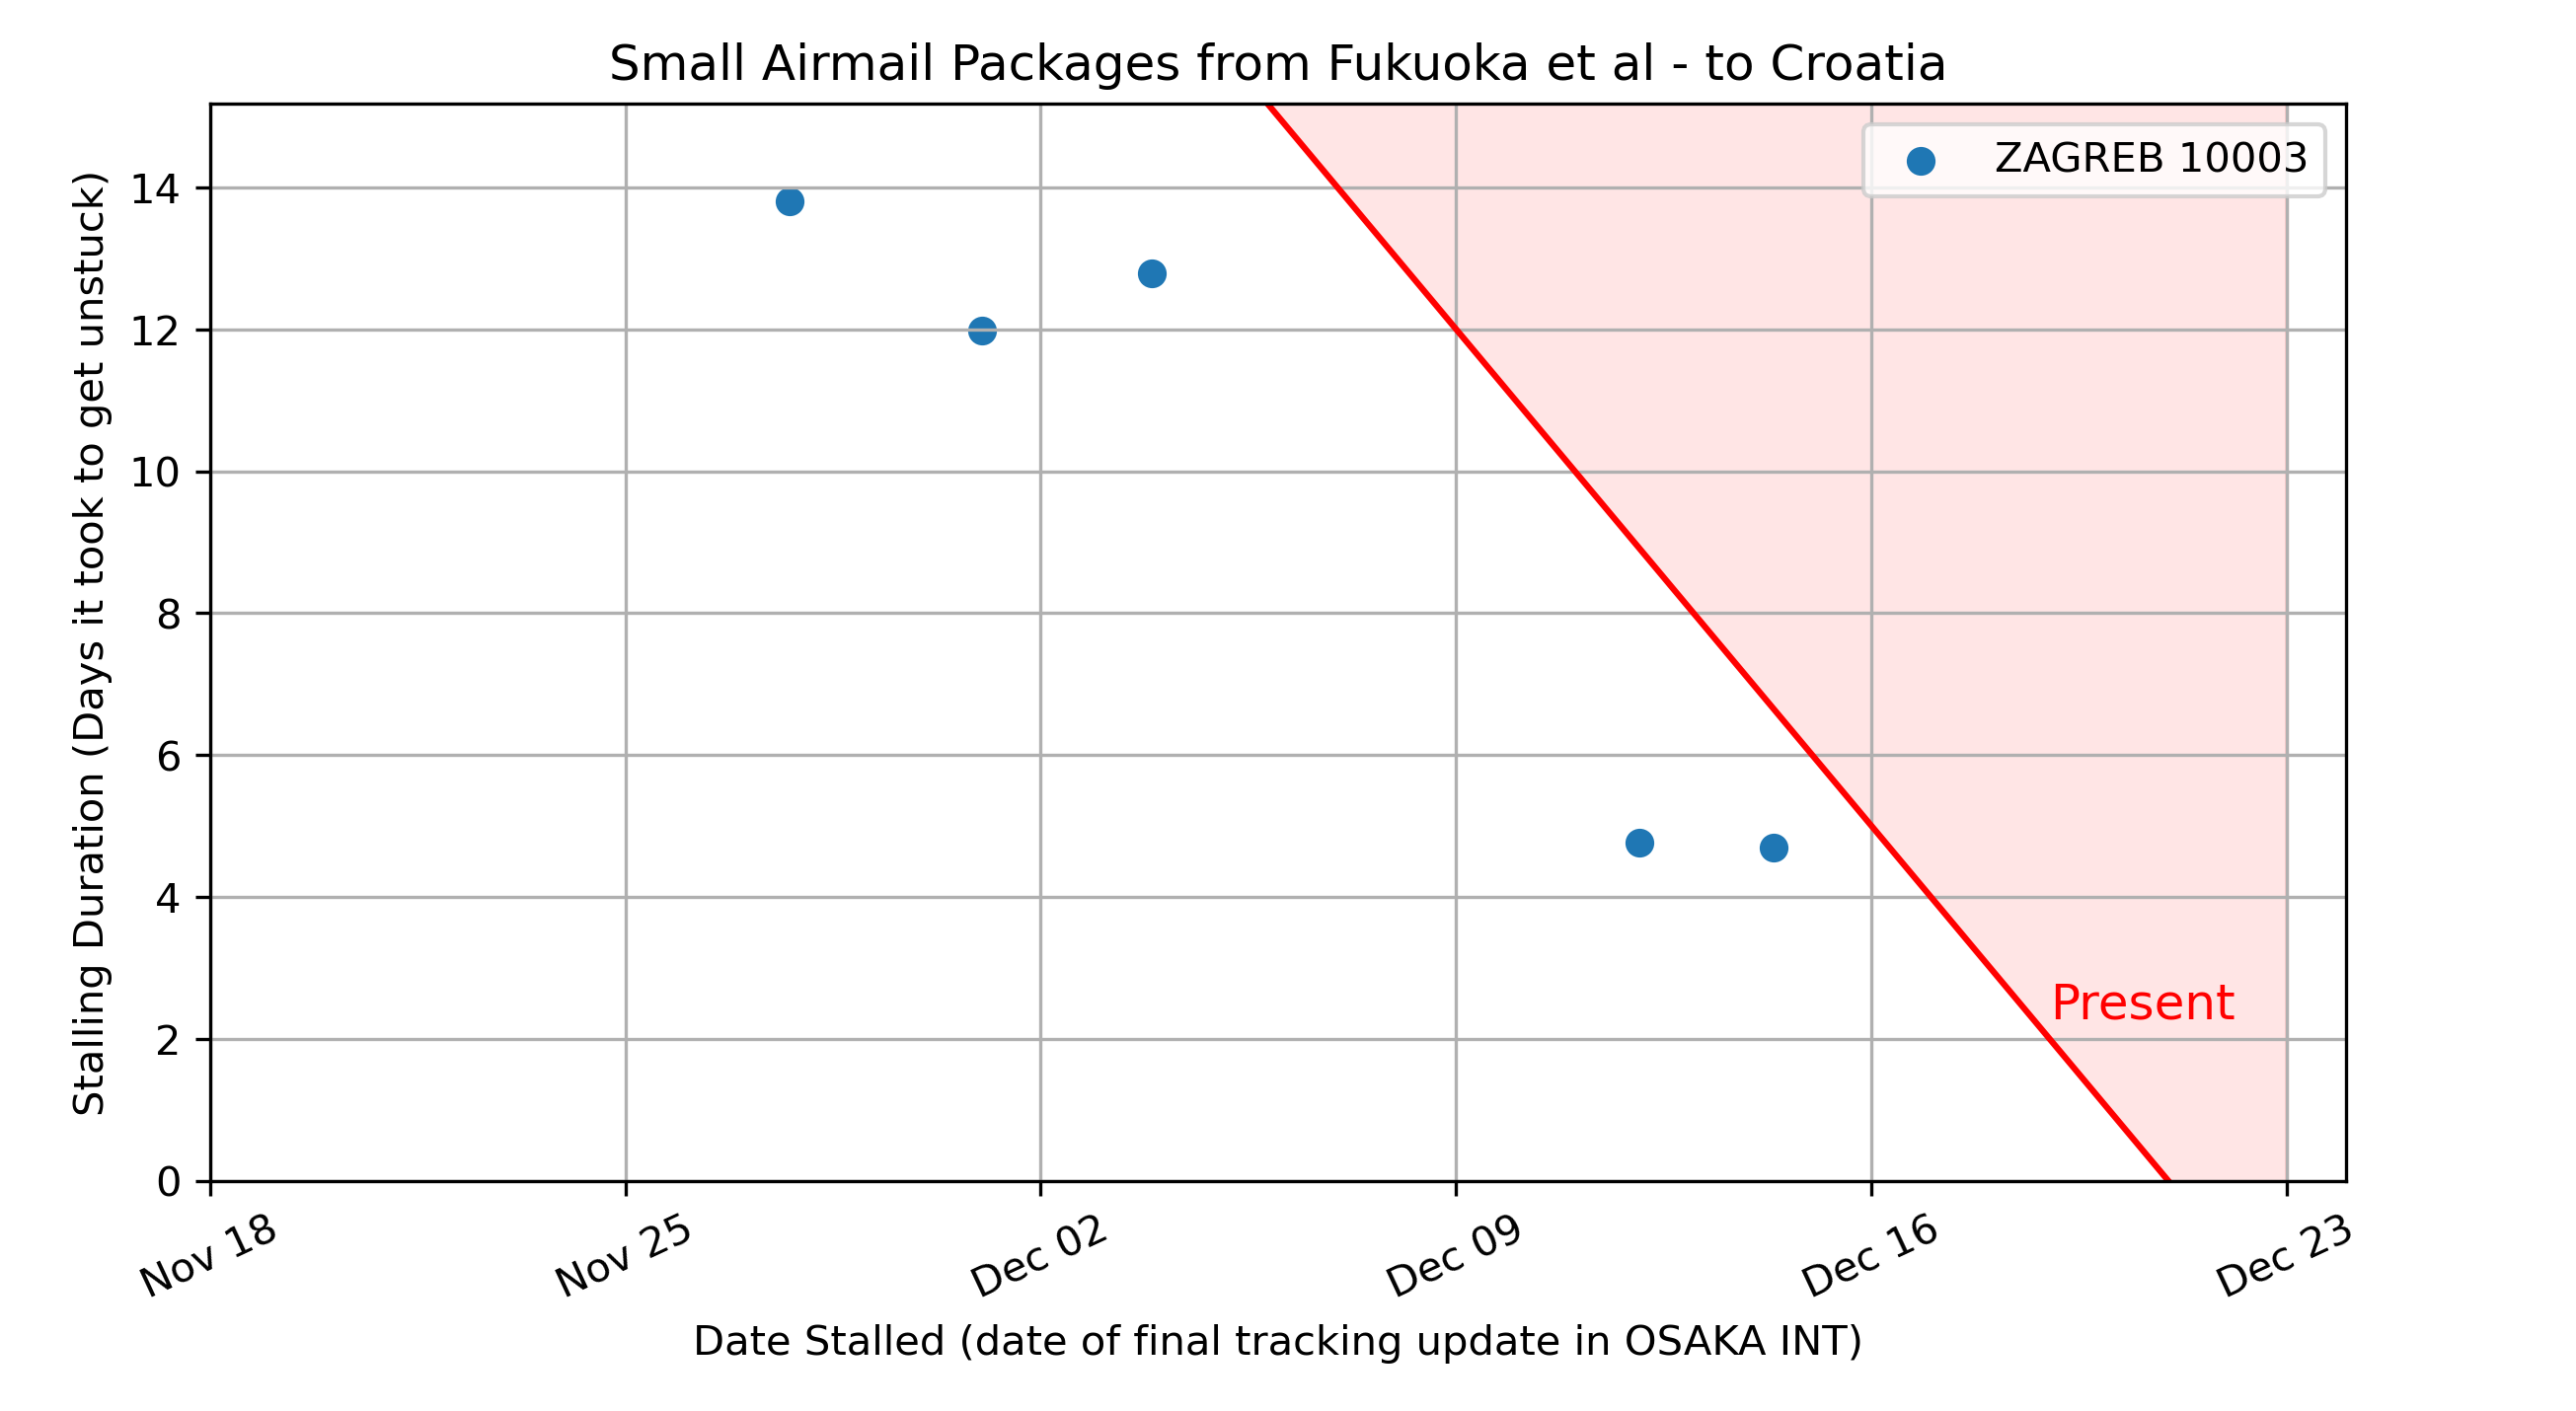 Small Airmail Packages from Fukuoka et al - to Croatia
ZAGREB 10003
Stalling Duration (Days it took to get unstuck)
14
12
10
8
6
4
2
0
Present
Nov 18
Nov 25
Dec 02
Dec 09
Dec 16
Dec 23
Date Stalled (date of final tracking update in OSAKA INT)